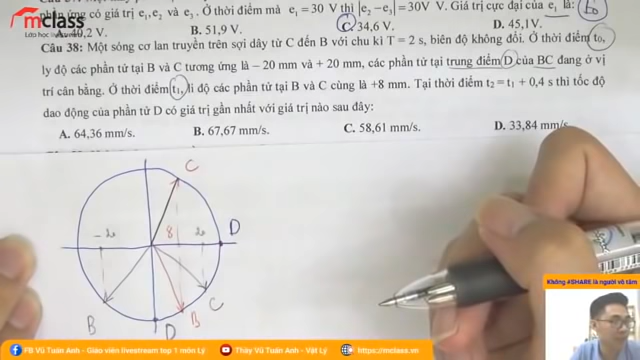 mclass
Lớp học livestream
phản ứng có giá trị e₁,e₂ và e₃. Ở thời điểm mà e₁ = 30 V thì |e₂ −e₃|= 30V V. Giá trị cực đại của e₁ là:
A. 40,2 V. B. 51,9 V. C. 34,6 V. D. 45,1V.
Câu 38: Một sóng cơ lan truyền trên sợi dây từ C đến B với chu kì T = 2 s, biên độ không đổi. Ở thời điểm t₀,
ly độ các phần tử tại B và C tương ứng là − 20 mm và + 20 mm, các phần tử tại trung điểm D của BC đang ở vị
trí cân bằng. Ở thời điểm t₁, li độ các phần tử tại B và C cùng là +8 mm. Tại thời điểm t₂ = t₁ + 0,4 s thì tốc độ
dao động của phần tử D có giá trị gần nhất với giá trị nào sau đây:
A. 64,36 mm/s. B. 67,67 mm/s. C. 58,61 mm/s. D. 33,84 mm/s.
C
-20 8 20 D
B D B C
Không #SHARE là người vô tâm
FB Vũ Tuấn Anh - Giáo viên livestream top 1 môn Lý Thầy Vũ Tuấn Anh - Vật Lý https://mclass.vn